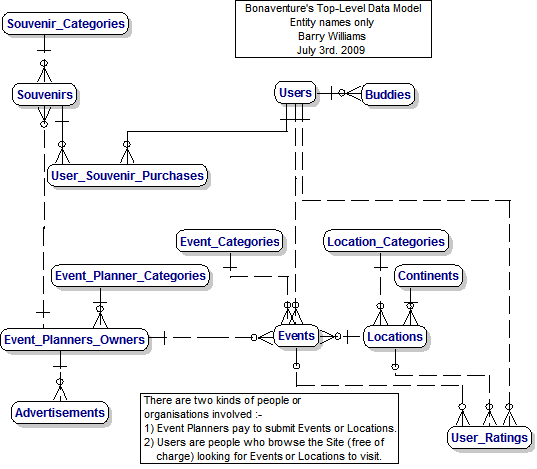 Bonaventure's Top-Level Data Model
Entity names only
Barry Williams
July 3rd. 2009
Souvenir_Categories
Souvenirs
Users
Buddies
User_Souvenir_Purchases
Event_Categories
Location_Categories
Event_Planner_Categories
Continents
Event_Planners_Owners
Events
Locations
Advertisements
There are two kinds of people or
organisations involved :-
1) Event Planners pay to submit Events or Locations.
2) Users are people who browse the Site (free of
charge) looking for Events or Locations to visit.
User_Ratings